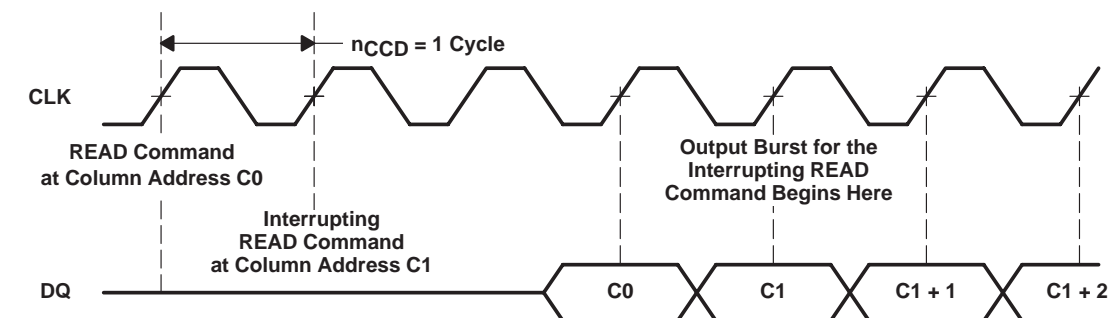 nCCD = 1 Cycle
CLK
READ Command
at Column Address C0
Output Burst for the
Interrupting READ
Command Begins Here
Interrupting
READ Command
at Column Address C1
DQ
C0
C1
C1 + 1
C1 + 2